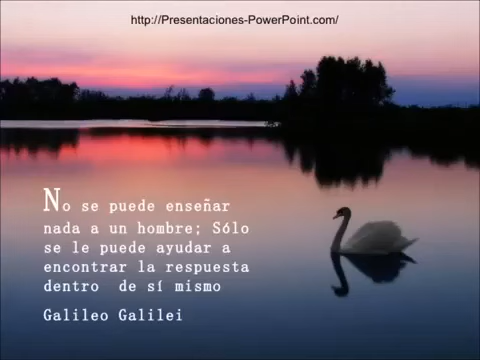 http://Presentaciones-PowerPoint.com/
No se puede enseñar
nada a un hombre; Sólo
se le puede ayudar a
encontrar la respuesta
dentro de sí mismo
Galileo Galilei